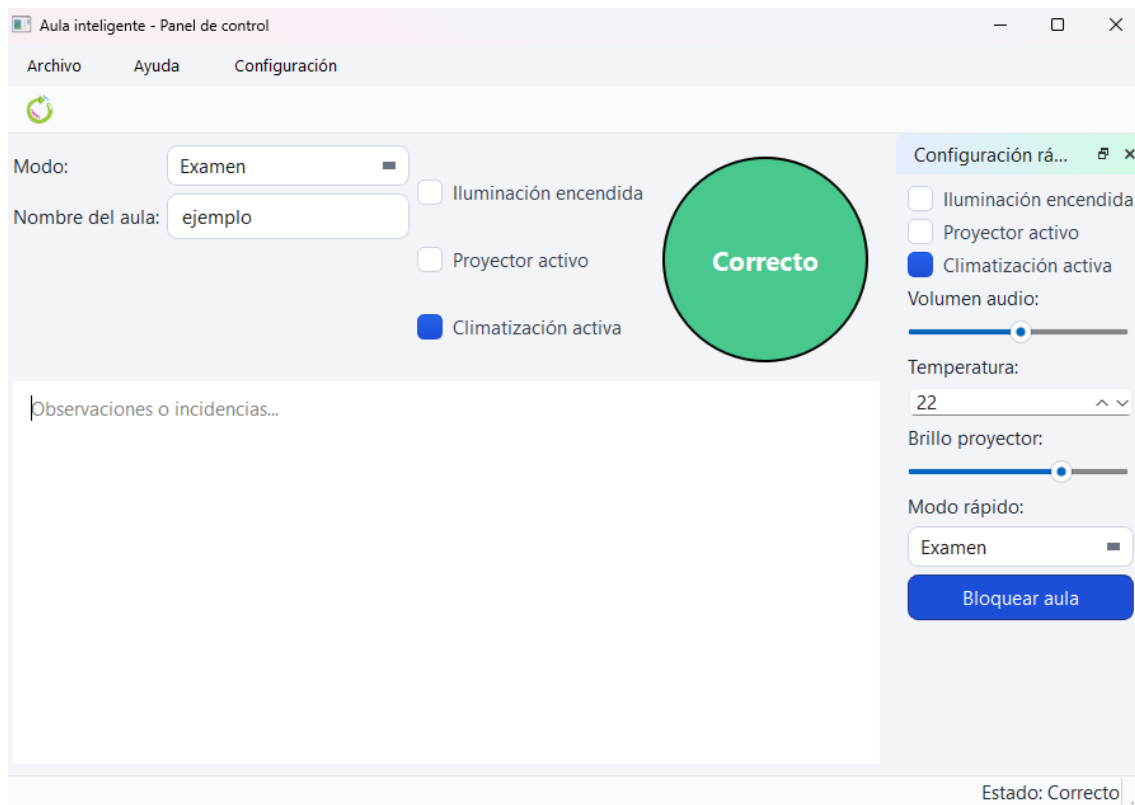 Aula inteligente - Panel de control
Archivo Ayuda Configuración
Modo: Examen
Nombre del aula: ejemplo
Iluminación encendida
Proyector activo
Climatización activa
Correcto
Observaciones o incidencias...
Configuración rá...
Iluminación encendida
Proyector activo
Climatización activa
Volumen audio:
Temperatura:
22
Brillo proyector:
Modo rápido:
Examen
Bloquear aula
Estado: Correcto